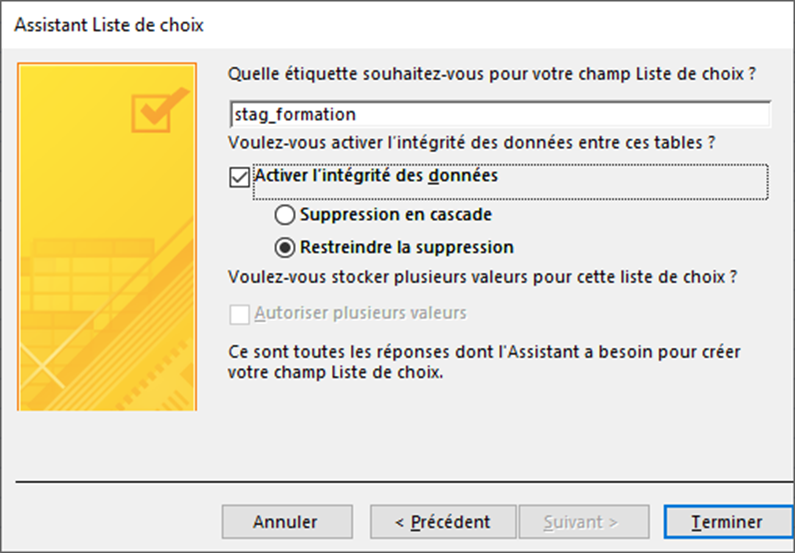 Assistant Liste de choix
Quelle étiquette souhaitez-vous pour votre champ Liste de choix ?
stag_formation
Voulez-vous activer l'intégrité des données entre ces tables ?
Activer l'intégrité des données
Suppression en cascade
Restreindre la suppression
Voulez-vous stocker plusieurs valeurs pour cette liste de choix ?
Autoriser plusieurs valeurs
Ce sont toutes les réponses dont l'Assistant a besoin pour créer
votre champ Liste de choix.
Annuler < Précédent Suivant > Terminer